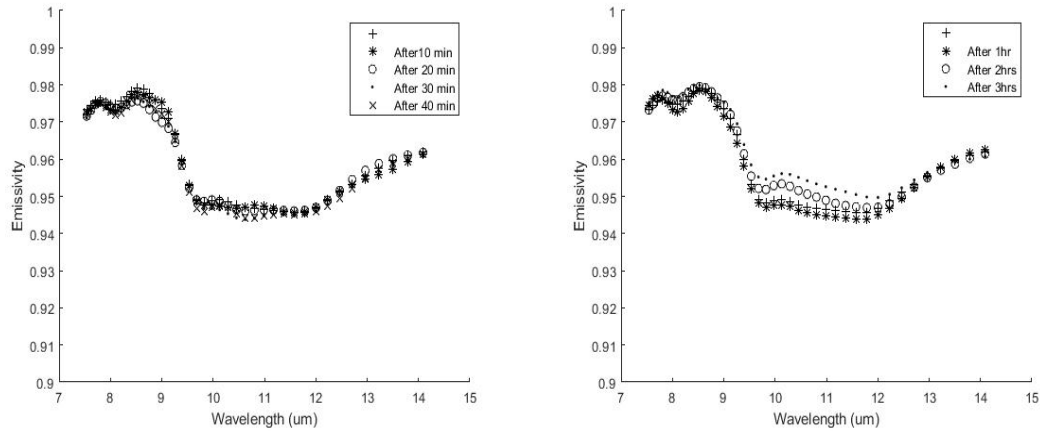 1
0.99
0.98
0.97
0.96
0.95
0.94
0.93
0.92
0.91
0.9
Emissivity
7 8 9 10 11 12 13 14 15
Wavelength (um)
After10 min
After 20 min
After 30 min
After 40 min
1
0.99
0.98
0.97
0.96
0.95
0.94
0.93
0.92
0.91
0.9
Emissivity
7 8 9 10 11 12 13 14 15
Wavelength (um)
After 1hr
After 2hrs
After 3hrs